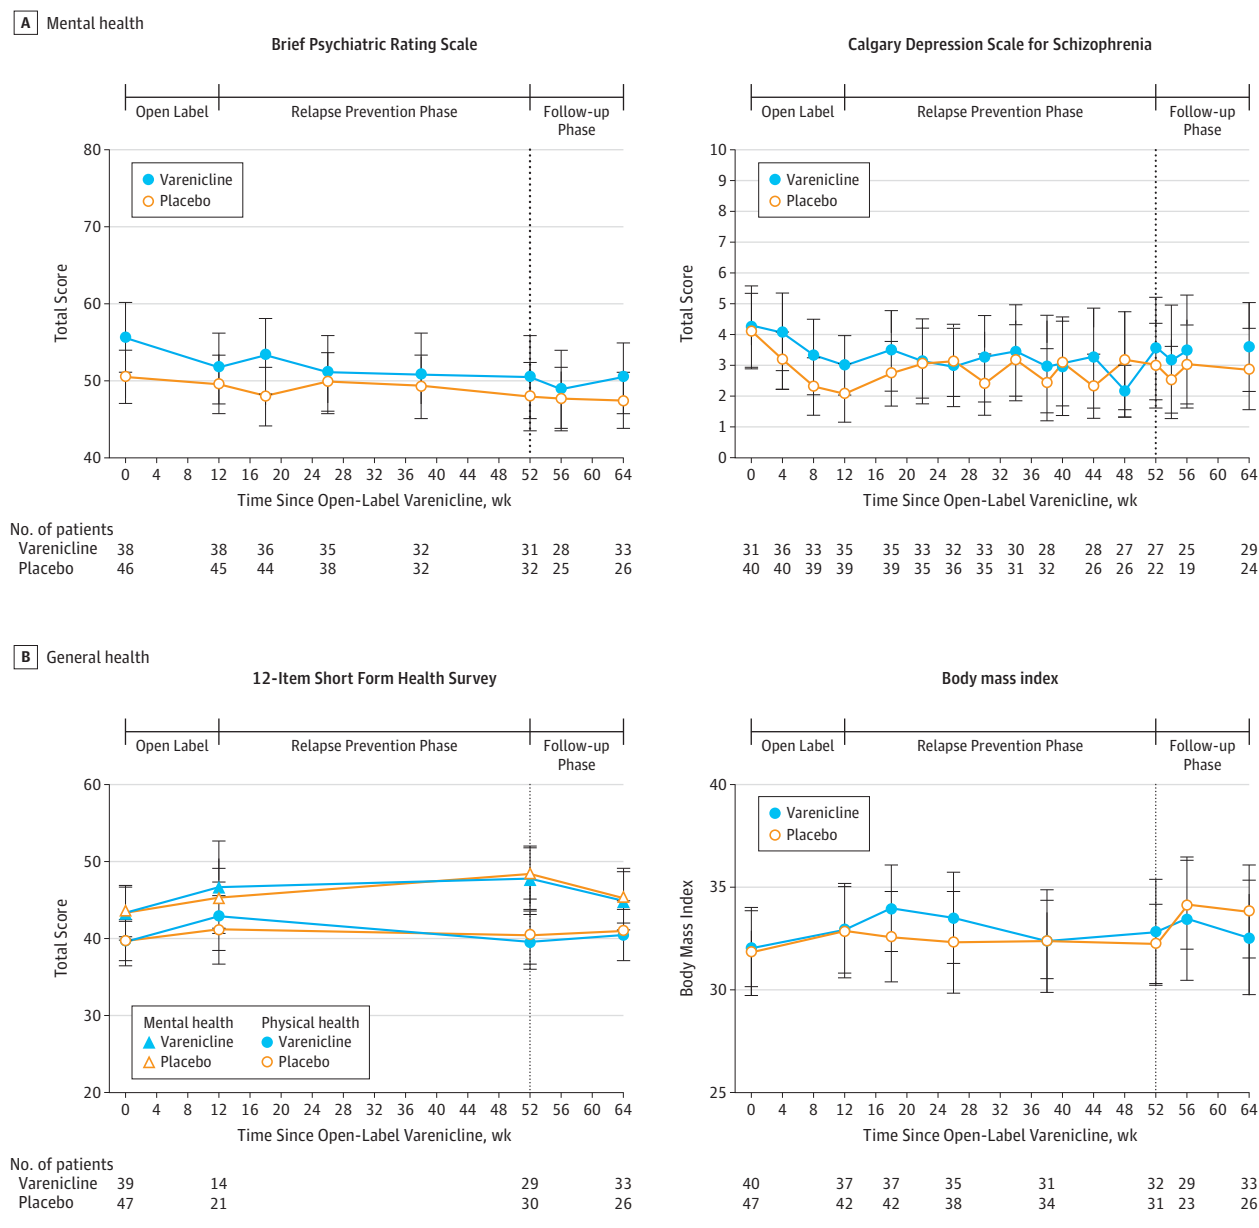 A Mental health
Brief Psychiatric Rating Scale
Open Label
Relapse Prevention Phase
Follow-up
Phase
80
70
60
50
40
Total Score
Varenicline
Placebo
0 4 8 12 16 20 24 28 32 36 40 44 48 52 56 60 64
Time Since Open-Label Varenicline, wk
No. of patients
Varenicline 38 38 36 35 32 31 28 33
Placebo 46 45 44 38 32 32 25 26
Calgary Depression Scale for Schizophrenia
Open Label
Relapse Prevention Phase
Follow-up
Phase
10
9
8
7
6
5
4
3
2
1
0
Total Score
Varenicline
Placebo
0 4 8 12 16 20 24 28 32 36 40 44 48 52 56 60 64
Time Since Open-Label Varenicline, wk
31 36 33 35 35 33 32 33 30 28 28 27 27 25 29
40 40 39 39 39 35 36 35 31 32 26 26 22 19 24
B General health
12-Item Short Form Health Survey
Open Label
Relapse Prevention Phase
Follow-up
Phase
60
50
40
30
20
Total Score
Mental health Physical health
Varenicline Varenicline
Placebo Placebo
0 4 8 12 16 20 24 28 32 36 40 44 48 52 56 60 64
Time Since Open-Label Varenicline, wk
No. of patients
Varenicline 39 14 29 33
Placebo 47 21 30 26
Body mass index
Open Label
Relapse Prevention Phase
Follow-up
Phase
40
35
30
25
Body Mass Index
Varenicline
Placebo
0 4 8 12 16 20 24 28 32 36 40 44 48 52 56 60 64
Time Since Open-Label Varenicline, wk
40 37 37 35 31 32 29 33
47 42 42 38 34 31 23 26